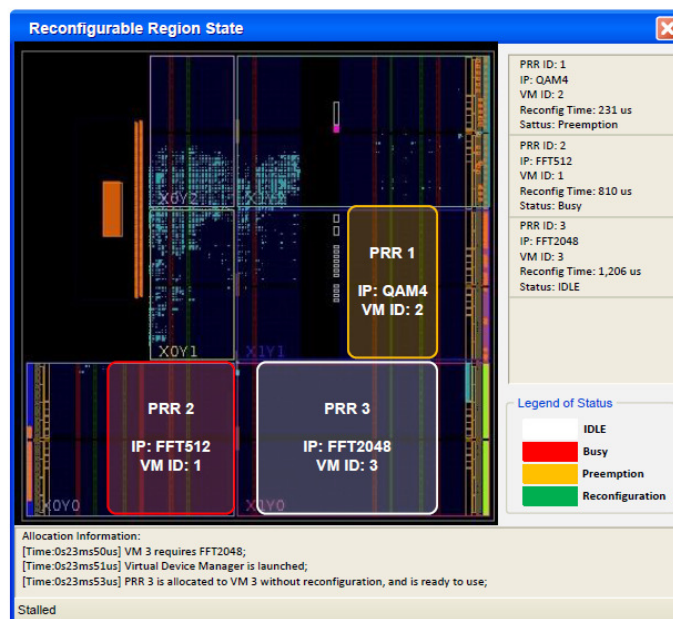 Reconfigurable Region State
PRR ID: 1
IP: QAM4
VM ID: 2
Reconfig Time: 231 us
Sattus: Preemption
PRR ID: 2
IP: FFT512
VM ID: 1
Reconfig Time: 810 us
Status: Busy
PRR ID: 3
IP: FFT2048
VM ID: 3
Reconfig Time: 1,206 us
Status: IDLE
X0Y2
X1Y2
PRR 1
IP: QAM4
VM ID: 2
X0Y1
X1Y1
PRR 2
IP: FFT512
VM ID: 1
PRR 3
IP: FFT2048
VM ID: 3
X0Y0
X1Y0
Legend of Status
IDLE
Busy
Preemption
Reconfiguration
Allocation Information:
[Time:0s23ms50us] VM 3 requires FFT2048;
[Time:0s23ms51us] Virtual Device Manager is launched;
[Time:0s23ms53us] PRR 3 is allocated to VM 3 without reconfiguration, and is ready to use;
Stalled